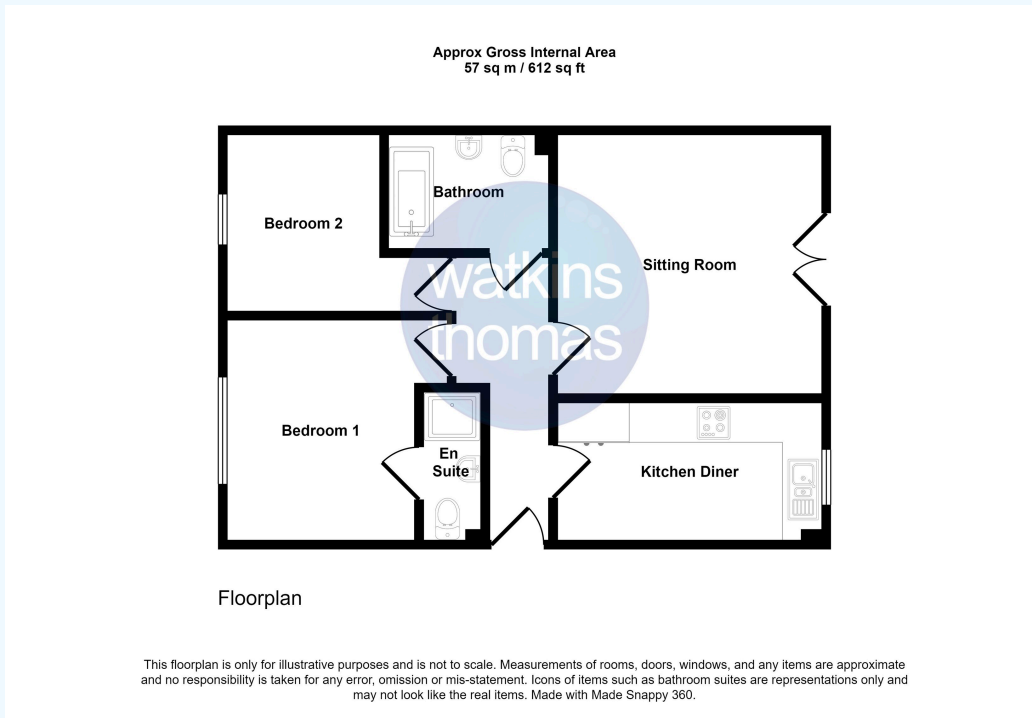 Approx Gross Internal Area
57 sq m / 612 sq ft
Bathroom
Bedroom 2
Sitting Room
watkins
thomas
Bedroom 1
En
Suite
Kitchen Diner
Floorplan
This floorplan is only for illustrative purposes and is not to scale. Measurements of rooms, doors, windows, and any items are approximate
and no responsibility is taken for any error, omission or mis-statement. Icons of items such as bathroom suites are representations only and
may not look like the real items. Made with Made Snappy 360.